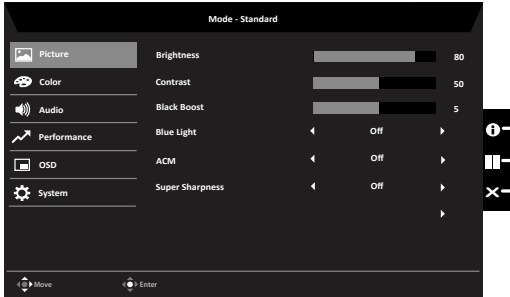 Mode - Standard
Picture
Brightness 80
Color
Contrast 50
Audio
Black Boost 5
Performance
Blue Light Off
OSD
ACM Off
System
Super Sharpness Off
Move Enter